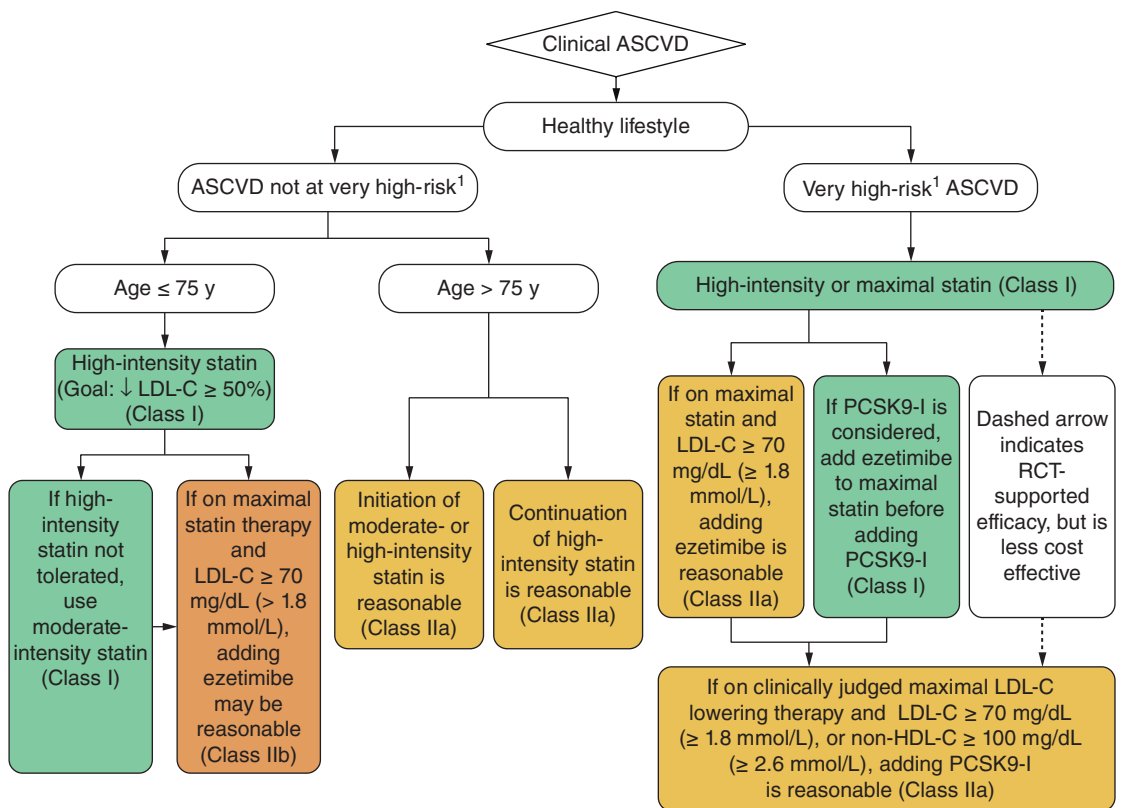 Clinical ASCVD
Healthy lifestyle
ASCVD not at very high-risk1
Very high-risk1 ASCVD
Age ≤ 75 y
Age > 75 y
High-intensity or maximal statin (Class I)
High-intensity statin
(Goal: ↓ LDL-C ≥ 50%)
(Class I)
If high-
intensity
statin not
tolerated,
use
moderate-
intensity statin
(Class I)
If on maximal
statin therapy
and
LDL-C ≥ 70
mg/dL (> 1.8
mmol/L),
adding
ezetimibe
may be
reasonable
(Class IIb)
Initiation of
moderate- or
high-intensity
statin is
reasonable
(Class IIa)
Continuation
of high-
intensity statin
is reasonable
(Class IIa)
If on maximal
statin and
LDL-C ≥ 70
mg/dL (≥ 1.8
mmol/L),
adding
ezetimibe is
reasonable
(Class IIa)
If PCSK9-I is
considered,
add ezetimibe
to maximal
statin before
adding
PCSK9-I
(Class I)
Dashed arrow
indicates
RCT-
supported
efficacy, but is
less cost
effective
If on clinically judged maximal LDL-C
lowering therapy and LDL-C ≥ 70 mg/dL
(≥ 1.8 mmol/L), or non-HDL-C ≥ 100 mg/dL
(≥ 2.6 mmol/L), adding PCSK9-I
is reasonable (Class IIa)